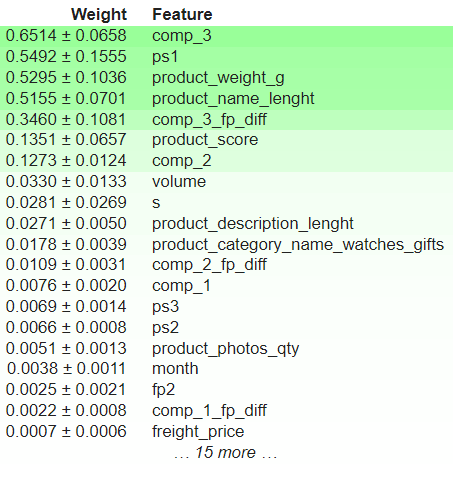 Weight Feature
0.6514 ± 0.0658 comp_3
0.5492 ± 0.1555 ps1
0.5295 ± 0.1036 product_weight_g
0.5155 ± 0.0701 product_name_lenght
0.3460 ± 0.1081 comp_3_fp_diff
0.1351 ± 0.0657 product_score
0.1273 ± 0.0124 comp_2
0.0330 ± 0.0133 volume
0.0281 ± 0.0269 s
0.0271 ± 0.0050 product_description_lenght
0.0178 ± 0.0039 product_category_name_watches_gifts
0.0109 ± 0.0031 comp_2_fp_diff
0.0076 ± 0.0020 comp_1
0.0069 ± 0.0014 ps3
0.0066 ± 0.0008 ps2
0.0051 ± 0.0013 product_photos_qty
0.0038 ± 0.0011 month
0.0025 ± 0.0021 fp2
0.0022 ± 0.0008 comp_1_fp_diff
0.0007 ± 0.0006 freight_price
… 15 more …